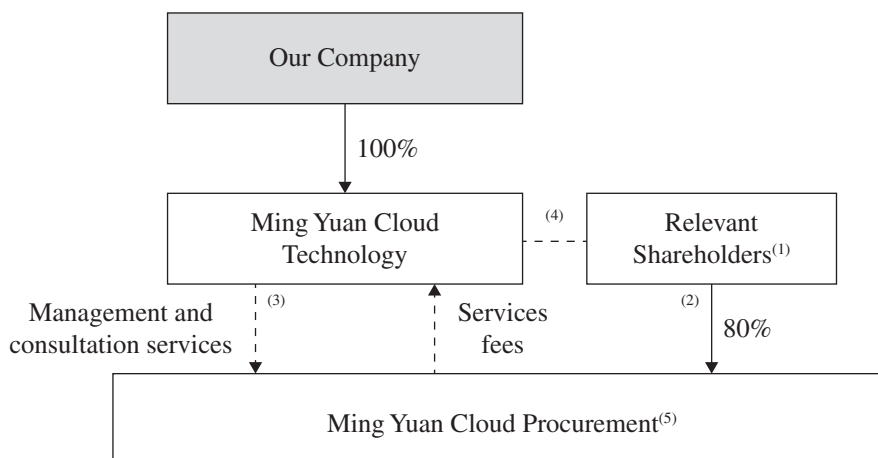 Our Company
100%
Ming Yuan Cloud
Technology
(4)
Relevant
Shareholders(1)
Management and
consultation services
(3)
Services
fees
(2)
80%
Ming Yuan Cloud Procurement(5)